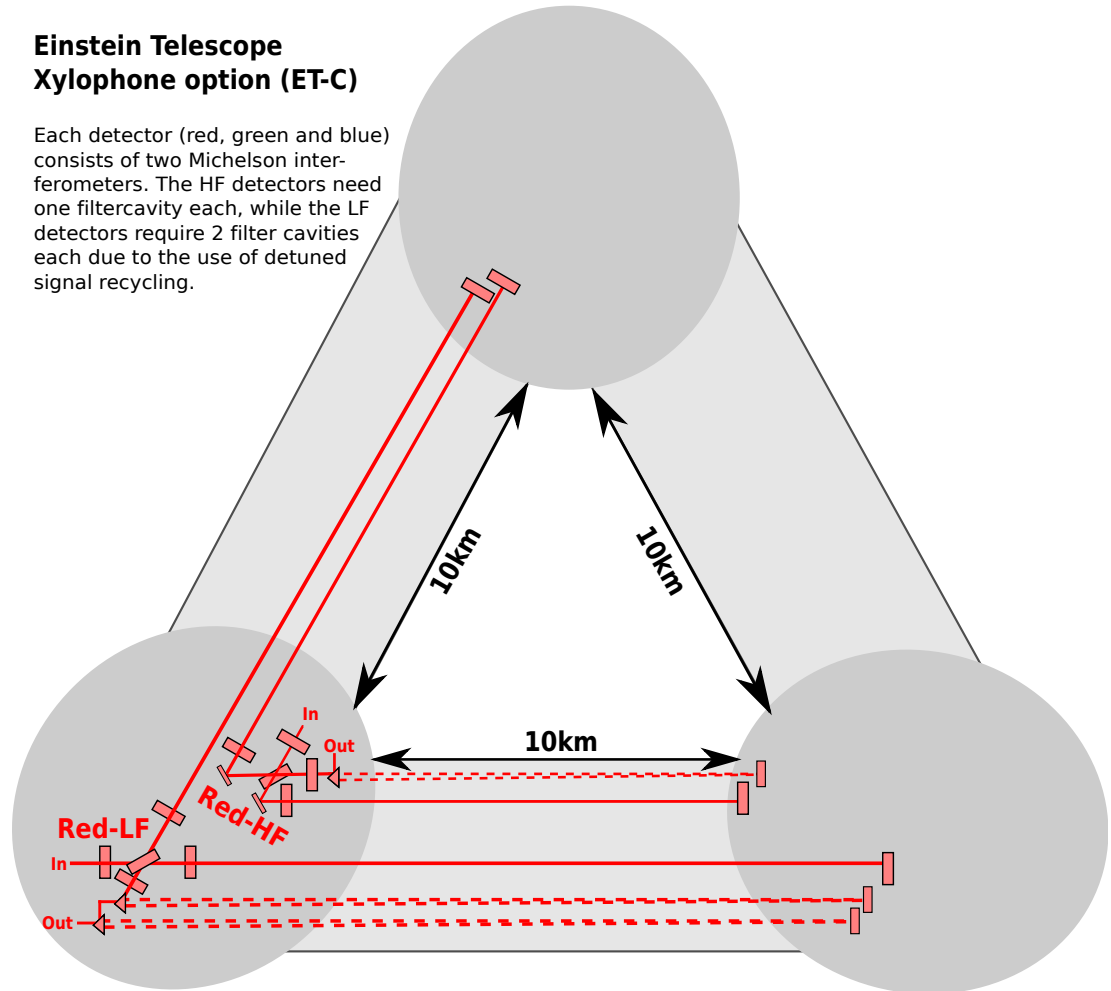 Einstein Telescope
Xylophone option (ET-C)
Each detector (red, green and blue)
consists of two Michelson inter-
ferometers. The HF detectors need
one filtercavity each, while the LF
detectors require 2 filter cavities
each due to the use of detuned
signal recycling.
10km
10km
10km
In
Out
Red-HF
Red-LF
In
Out